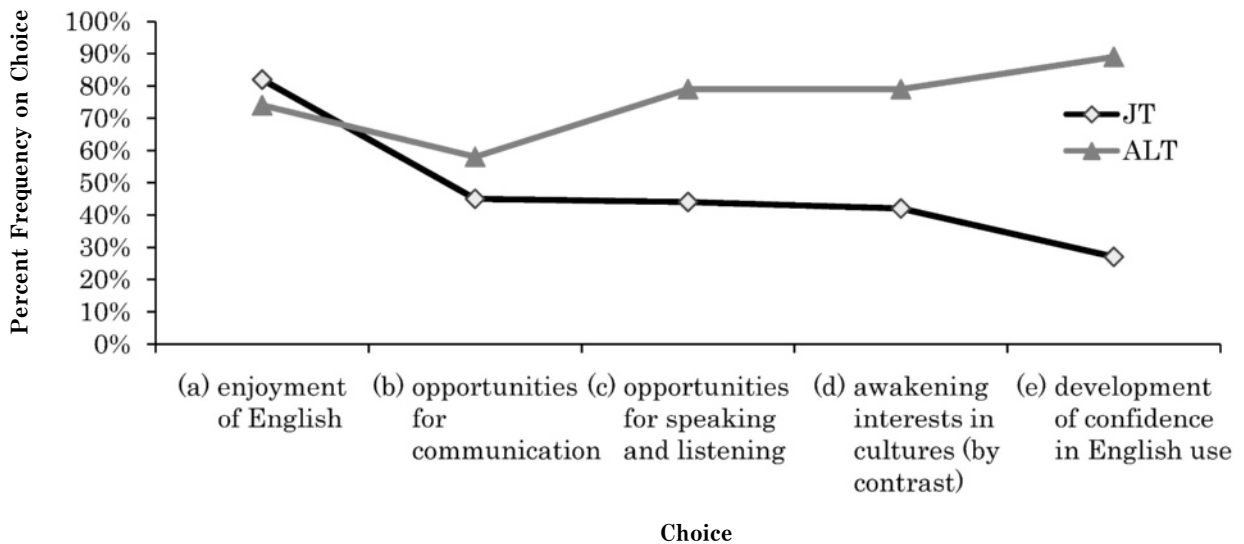 Percent Frequency on Choice
100%
90%
80%
70%
60%
50%
40%
30%
20%
10%
0%
JT
ALT
(a) enjoyment
of English
(b) opportunities
for
communication
(c) opportunities
for speaking
and listening
(d) awakening
interests in
cultures (by
contrast)
(e) development
of confidence
in English use
Choice